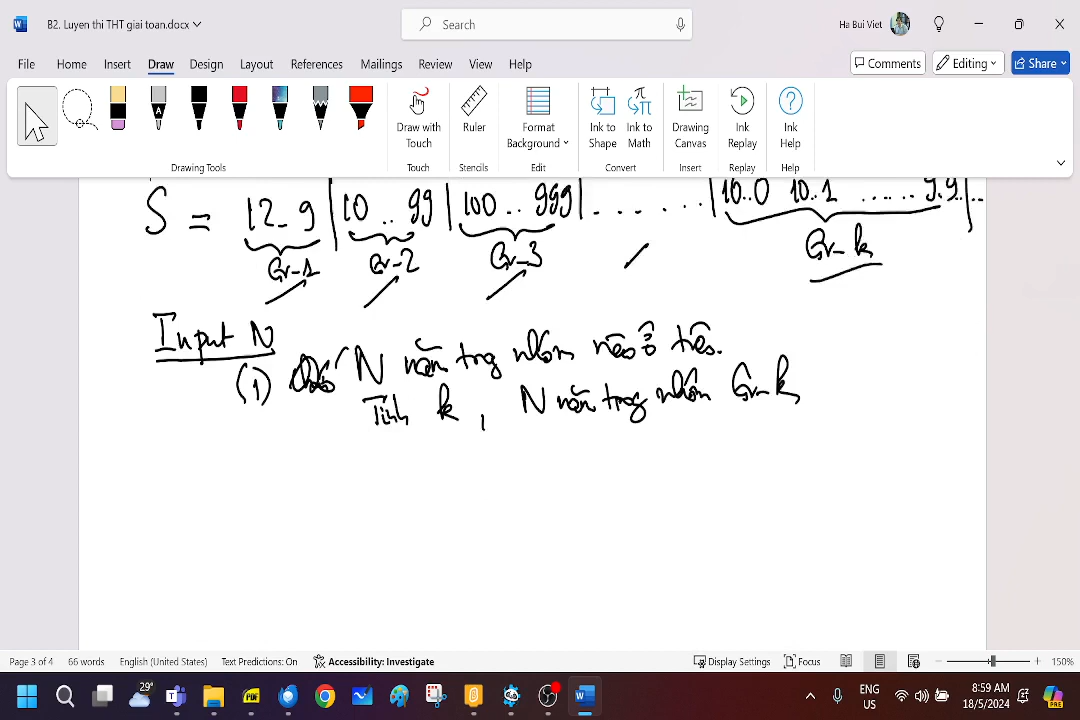 B2. Luyen thi THT giai toan.docx
Search
Ha Bui Viet
File Home Insert Draw Design Layout References Mailings Review View Help
Comments Editing Share
Draw with Touch
Ruler
Format Background
Ink to Shape
Ink to Math
Drawing Canvas
Ink Replay
Ink Help
Drawing Tools Touch Stencils Edit Convert Insert Replay Help
S = 12..9 | 10 .. 99 | 100 .. 999 | . . . . . . | 10..0 10..1 ...... 9..9 | ..
Gr-1 Gr-2 Gr-3 Gr-k
Input N
(1) N nằm trg nhóm nào ở trên.
Tính k, N nằm trog nhóm Gr-k
Page 3 of 4 66 words English (United States) Text Predictions: On Accessibility: Investigate Display Settings Focus 150%
29° ENG US 8:59 AM 18/5/2024